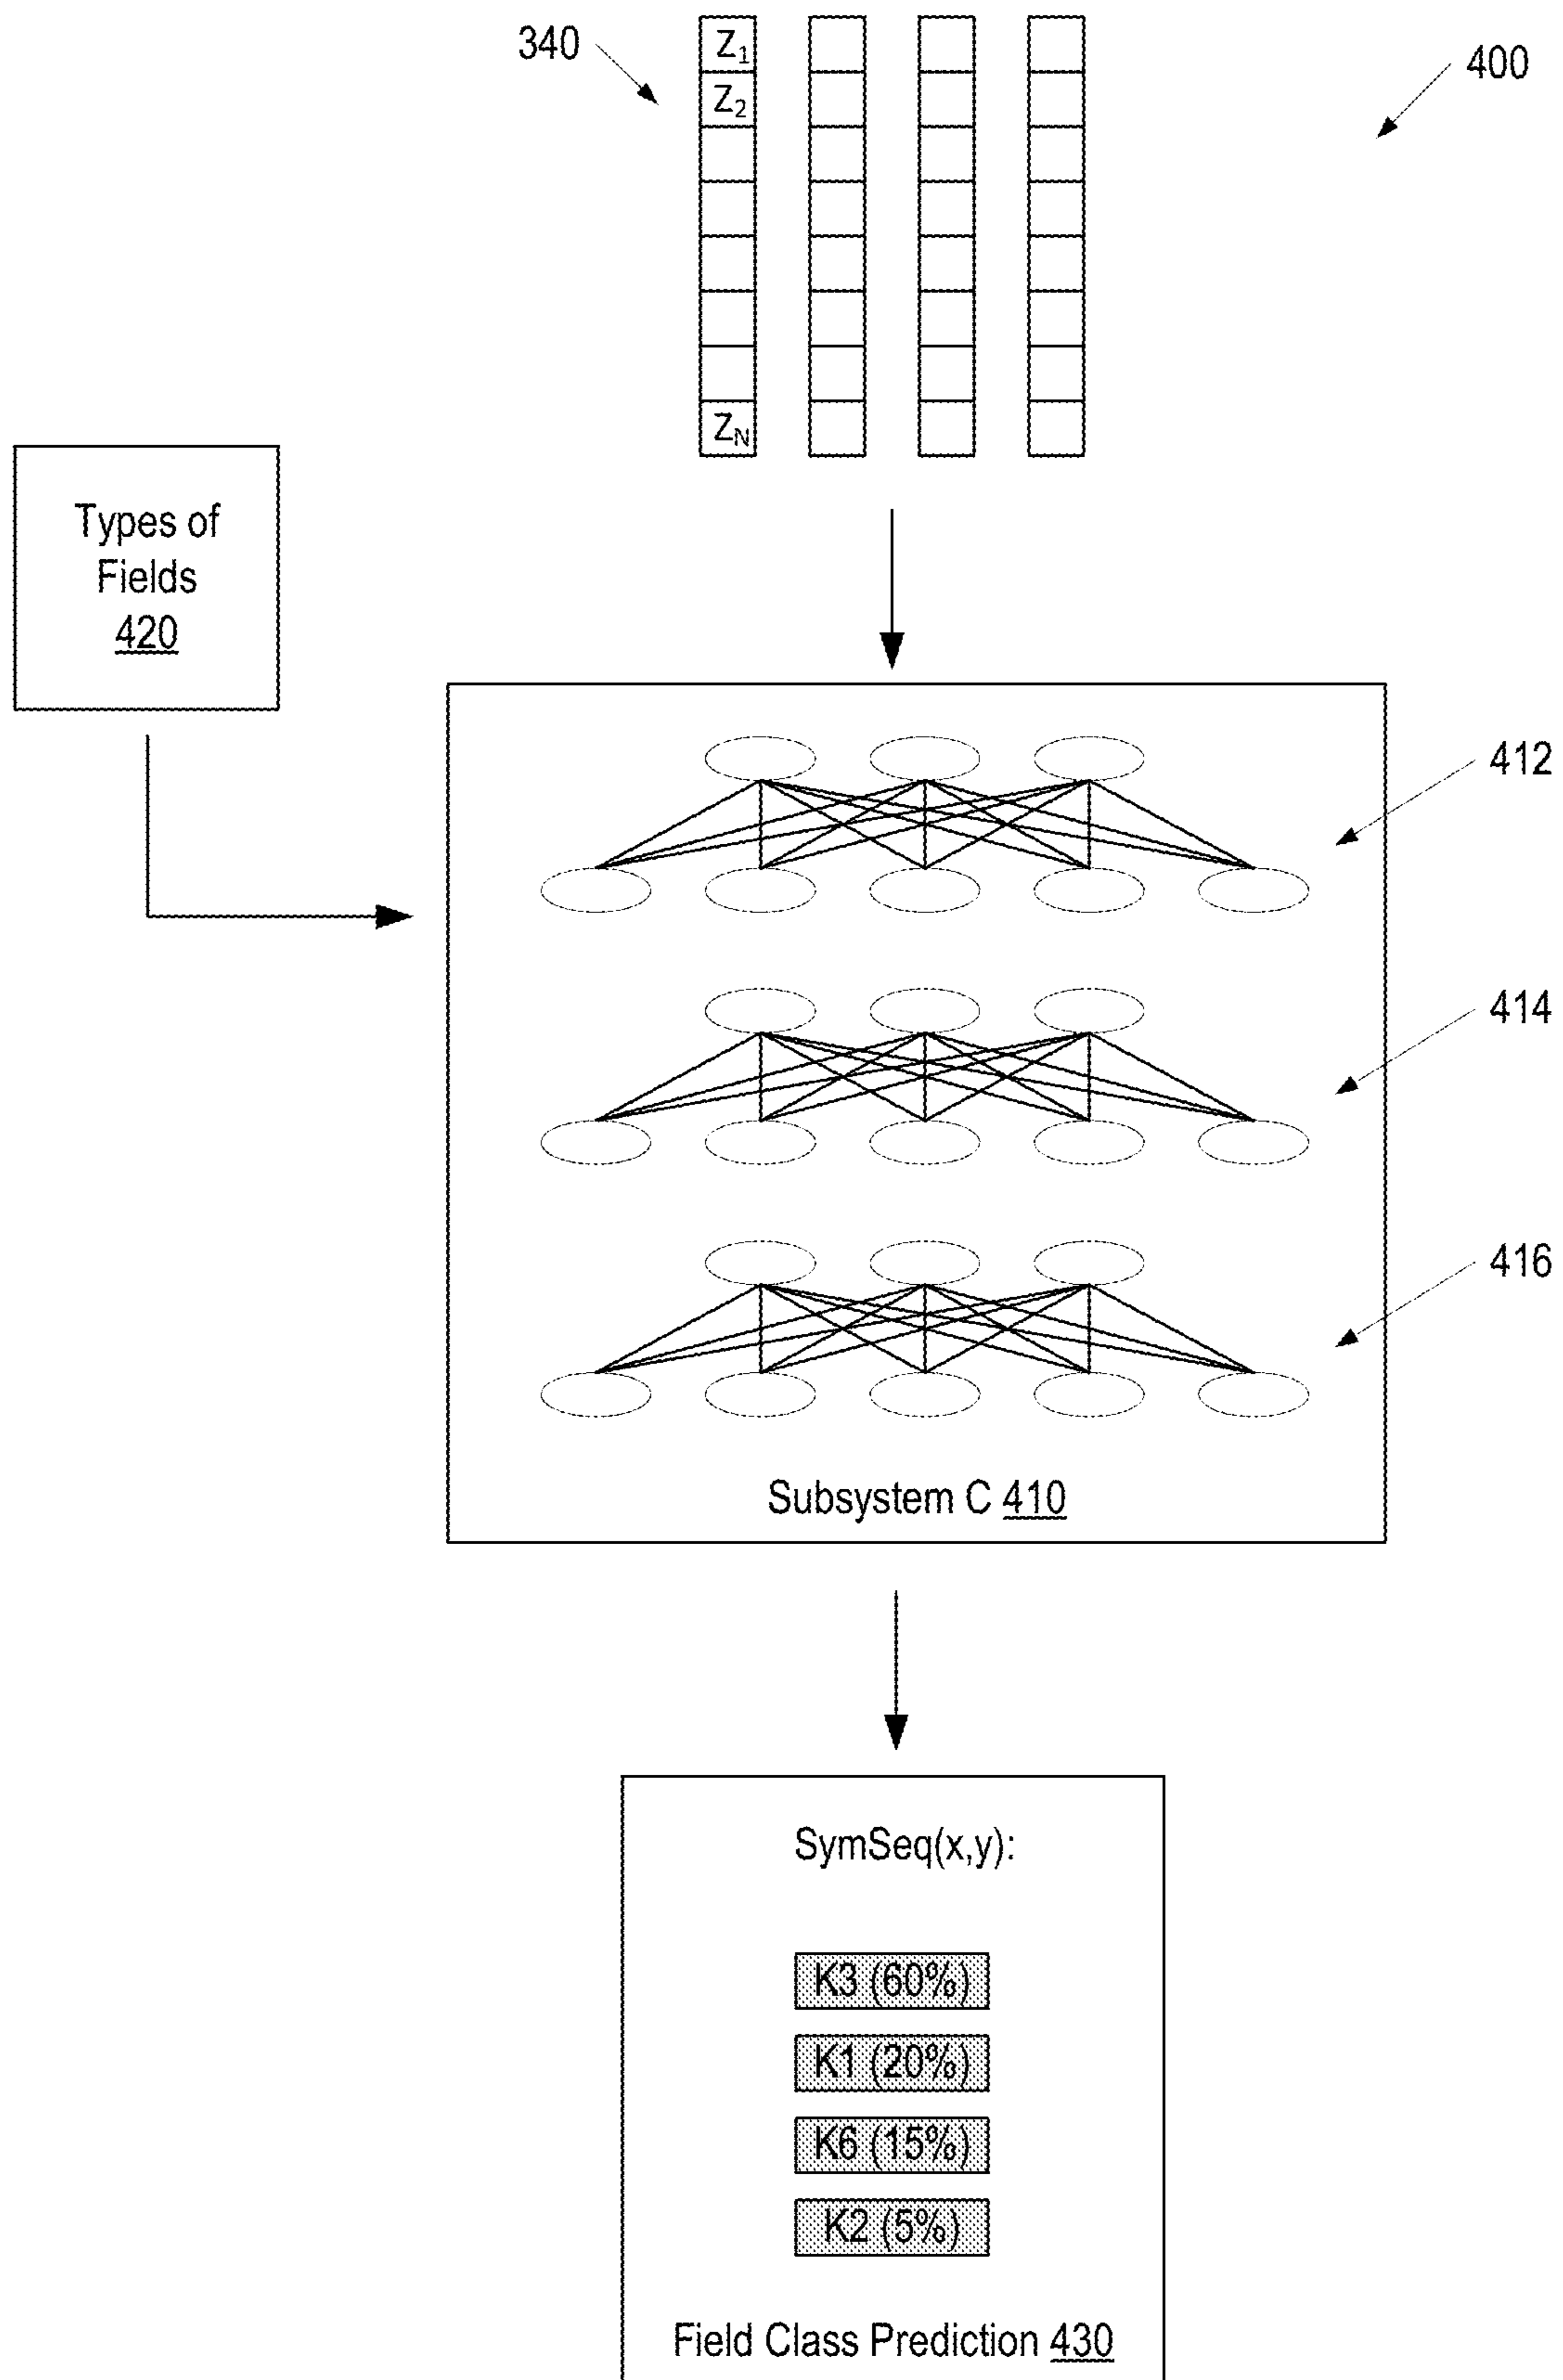 340
400
Z1
Z2
ZN
Types of
Fields
420
412
414
416
Subsystem C 410
SymSeq(x,y):
K3 (60%)
K1 (20%)
K6 (15%)
K2 (5%)
Field Class Prediction 430